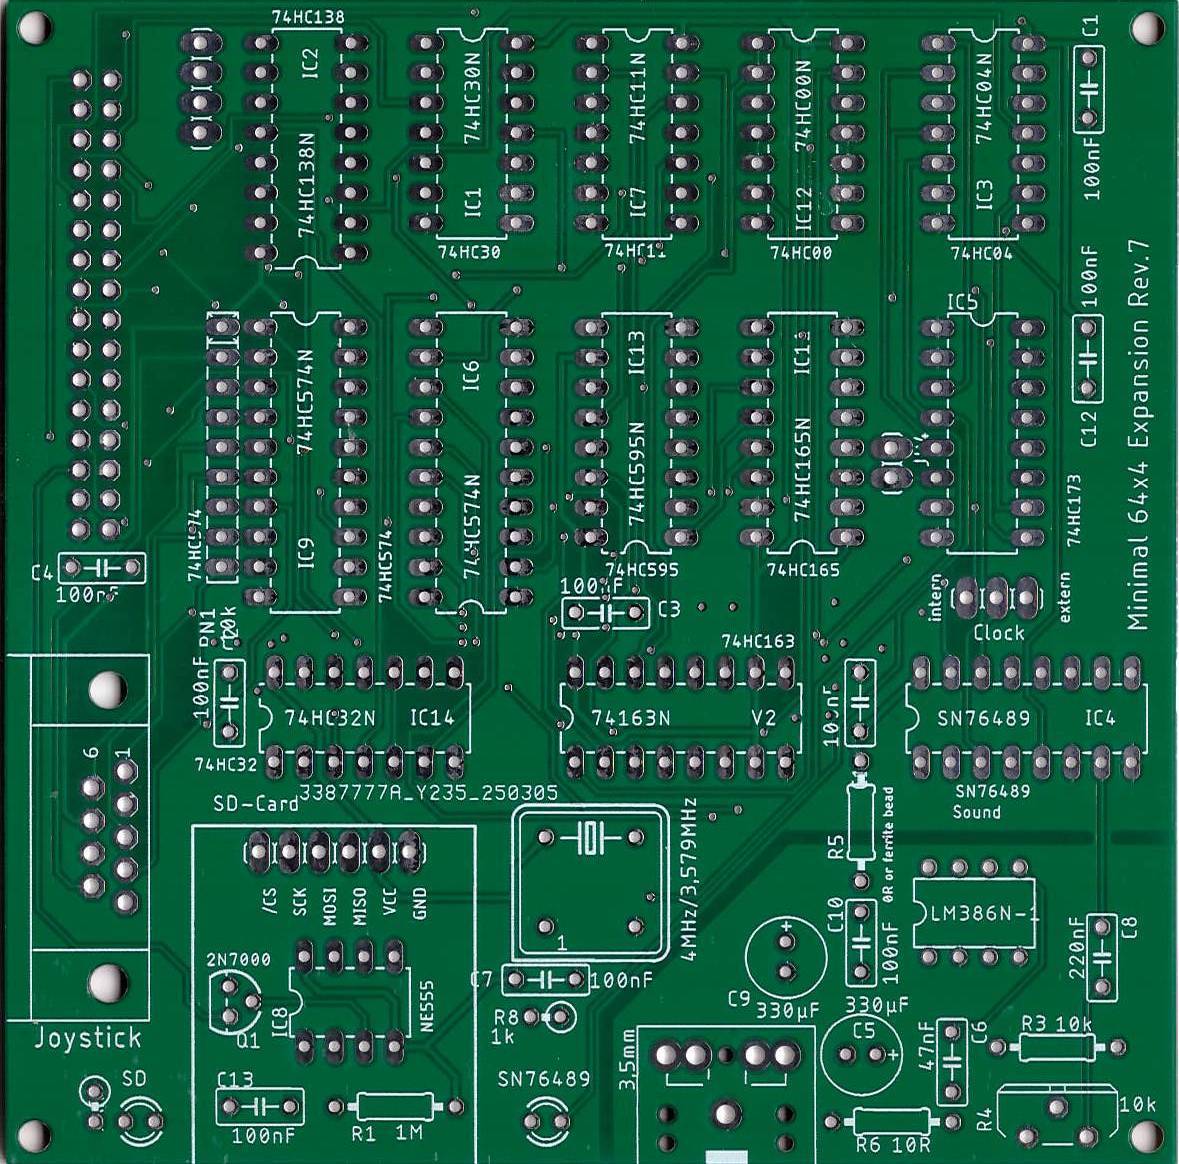 74HC138
IC2
74HC138N
74HC30N
IC1
74HC30
74HC11N
IC7
74HC11
74HC00N
IC12
74HC00
74HC04N
IC3
74HC04
C1
100nF
100nF
C12
Minimal 64x4 Expansion Rev.7
74HC574N
IC9
74HC574
IC6
74HC574N
74HC574
IC13
74HC595N
74HC595
IC11
74HC165N
74HC165
IC5
74HC173
C4
100nF
RN1
100nF
C3
intern
extern
Clock
100nF
74HC32N IC14
74HC32
74HC163
74163N V2
SN76489 IC4
SN76489
Sound
6
1
Joystick
SD-Card
3387777A_Y235_250305
/CS
SCK
MOSI
MISO
VCC
GND
4MHz/3,579MHz
1
R5
0R or ferrite bead
LM386N-1
C10
100nF
220nF
C8
2N7000
Q1
IC8
NE555
C7 100nF
R8
1k
C9
330µF
330µF
C5
+
+
47nF
C6
R3 10k
R4
10k
R6 10R
3,5mm
SD
C13
100nF
R1 1M
SN76489